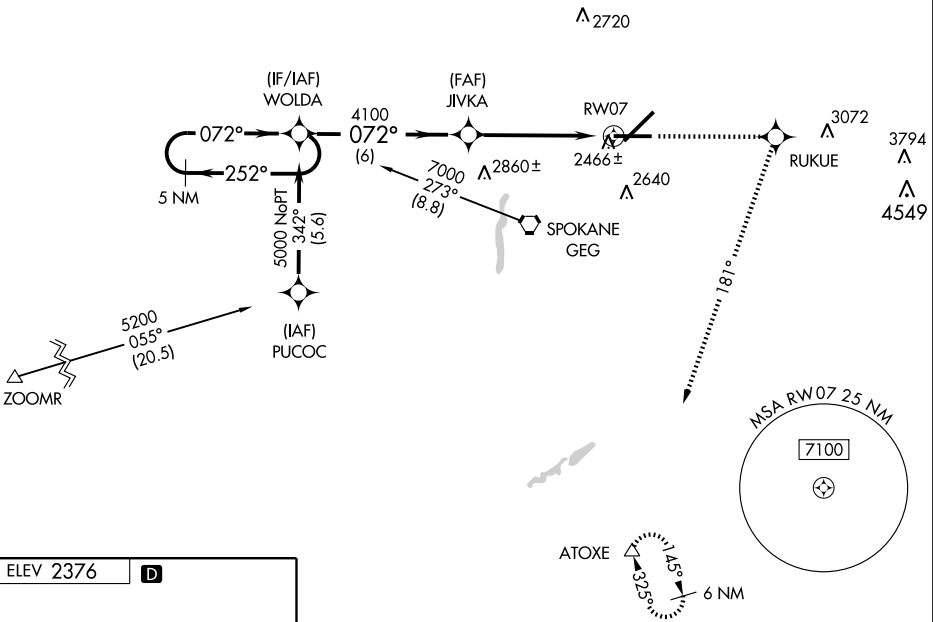 2720
(IF/IAF)
WOLDA
(FAF)
JIVKA
RW07
4100
072°
072°
(6)
3072
3794
4549
2466±
2860±
RUKUE
252°
5 NM
7000
273°
(8.8)
2640
5000 NoPT
342°
(5.6)
SPOKANE
GEG
(IAF)
PUCOC
5200
055°
(20.5)
ZOOMR
181°
MSA RW07 25 NM
7100
ATOXE
145°
325°
6 NM
ELEV 2376
D